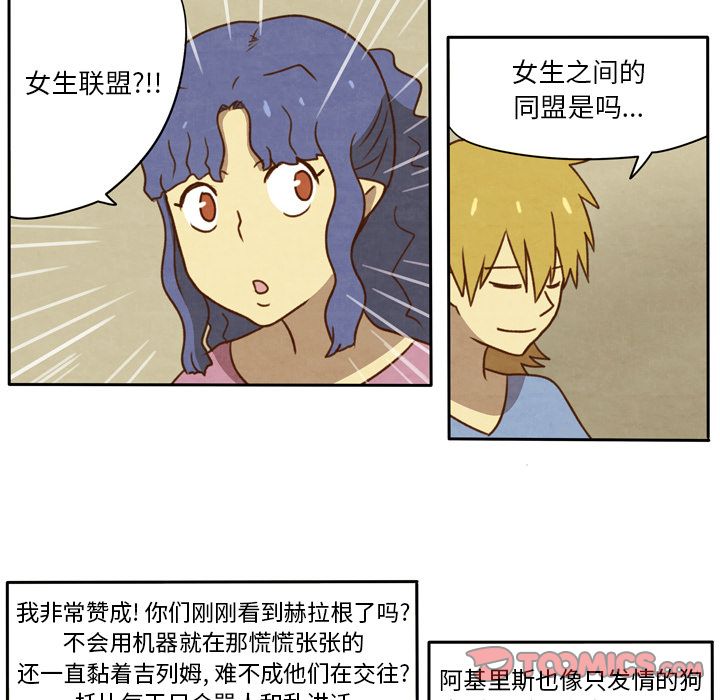 女生联盟?!!
女生之间的
同盟是吗...
我非常赞成! 你们刚刚看到赫拉根了吗?
不会用机器就在那慌慌张张的
还一直黏着吉列姆, 难不成他们在交往?
阿基里斯也像只发情的狗
TOOMICS.COM